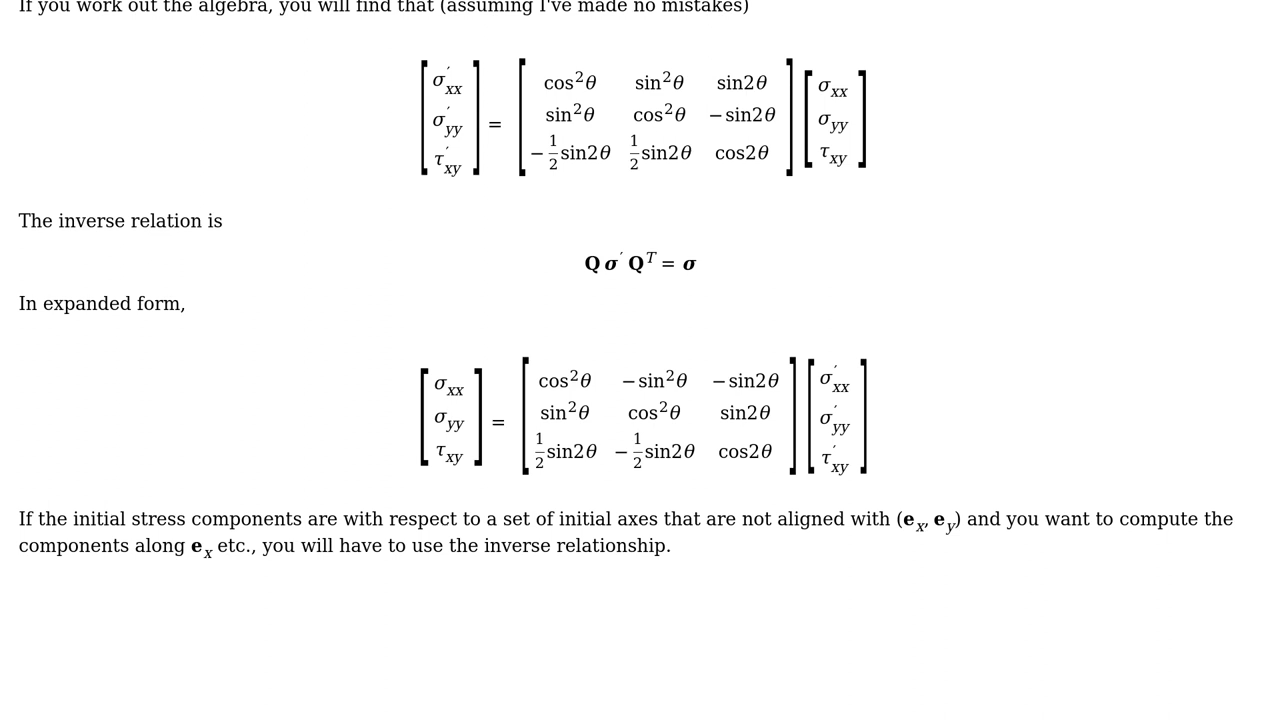 If you work out the algebra, you will find that (assuming I've made no mistakes)
[σ′xx σ′yy τ′xy] = [cos²θ sin²θ sin2θ; sin²θ cos²θ −sin2θ; −½sin2θ ½sin2θ cos2θ] [σxx σyy τxy]
The inverse relation is
Q σ′ Q^T = σ
In expanded form,
[σxx σyy τxy] = [cos²θ −sin²θ −sin2θ; sin²θ cos²θ sin2θ; ½sin2θ −½sin2θ cos2θ] [σ′xx σ′yy τ′xy]
If the initial stress components are with respect to a set of initial axes that are not aligned with (e_x, e_y) and you want to compute the
components along e_x etc., you will have to use the inverse relationship.